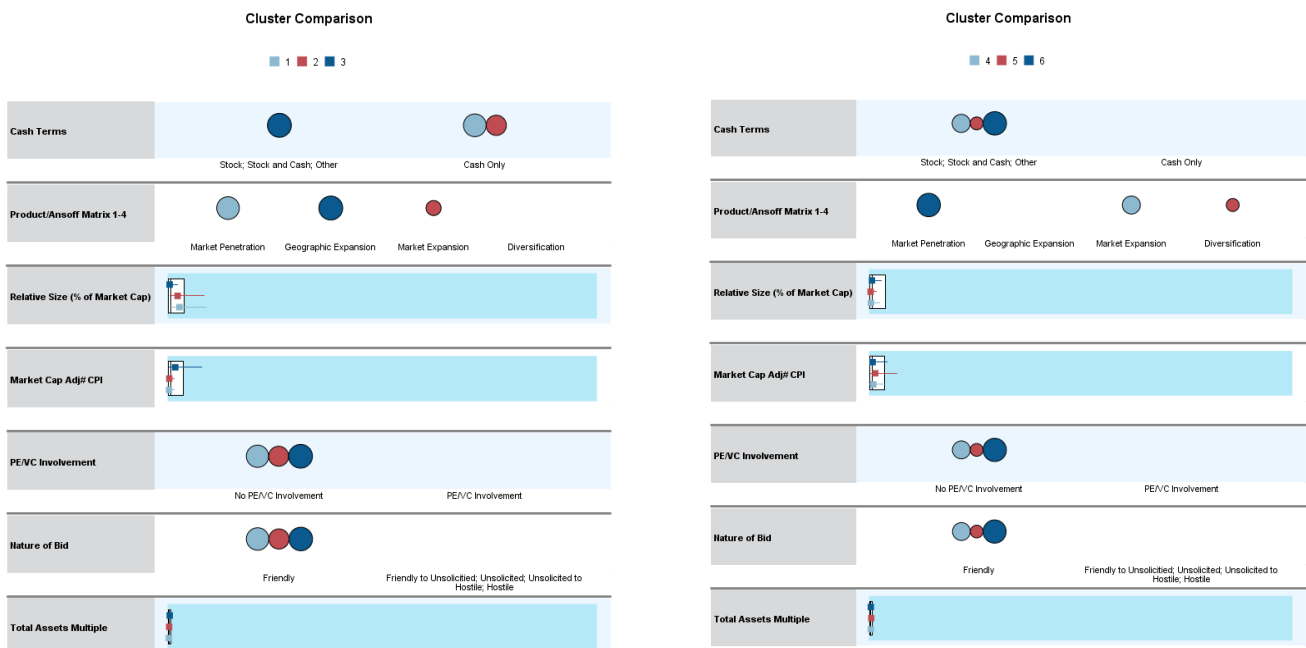 Cluster Comparison
1 2 3
Cash Terms
Stock; Stock and Cash; Other Cash Only
Product/Ansoff Matrix 1-4
Market Penetration Geographic Expansion Market Expansion Diversification
Relative Size (% of Market Cap)
Market Cap Adj# CPI
PE/VC Involvement
No PE/VC Involvement PE/VC Involvement
Nature of Bid
Friendly Friendly to Unsolicitied; Unsolicited; Unsolicited to
Hostile; Hostile
Total Assets Multiple
Cluster Comparison
4 5 6
Cash Terms
Stock; Stock and Cash; Other Cash Only
Product/Ansoff Matrix 1-4
Market Penetration Geographic Expansion Market Expansion Diversification
Relative Size (% of Market Cap)
Market Cap Adj# CPI
PE/VC Involvement
No PE/VC Involvement PE/VC Involvement
Nature of Bid
Friendly Friendly to Unsolicitied; Unsolicited; Unsolicited to
Hostile; Hostile
Total Assets Multiple